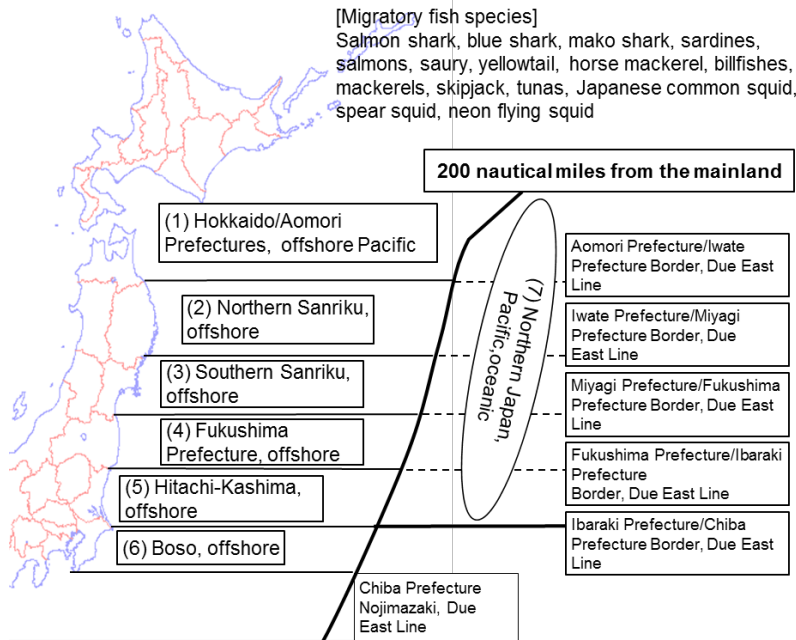 [Migratory fish species]
Salmon shark, blue shark, mako shark, sardines,
salmons, saury, yellowtail, horse mackerel, billfishes,
mackerels, skipjack, tunas, Japanese common squid,
spear squid, neon flying squid
200 nautical miles from the mainland
(1) Hokkaido/Aomori
Prefectures, offshore Pacific
(2) Northern Sanriku,
offshore
(3) Southern Sanriku,
offshore
(4) Fukushima
Prefecture, offshore
(5) Hitachi-Kashima,
offshore
(6) Boso, offshore
(7) Northern Japan,
Pacific,oceanic
Aomori Prefecture/Iwate
Prefecture Border, Due East
Line
Iwate Prefecture/Miyagi
Prefecture Border, Due
East Line
Miyagi Prefecture/Fukushima
Prefecture Border, Due East
Line
Fukushima Prefecture/Ibaraki
Prefecture
Border, Due East Line
Ibaraki Prefecture/Chiba
Prefecture Border, Due East
Line
Chiba Prefecture
Nojimazaki, Due
East Line